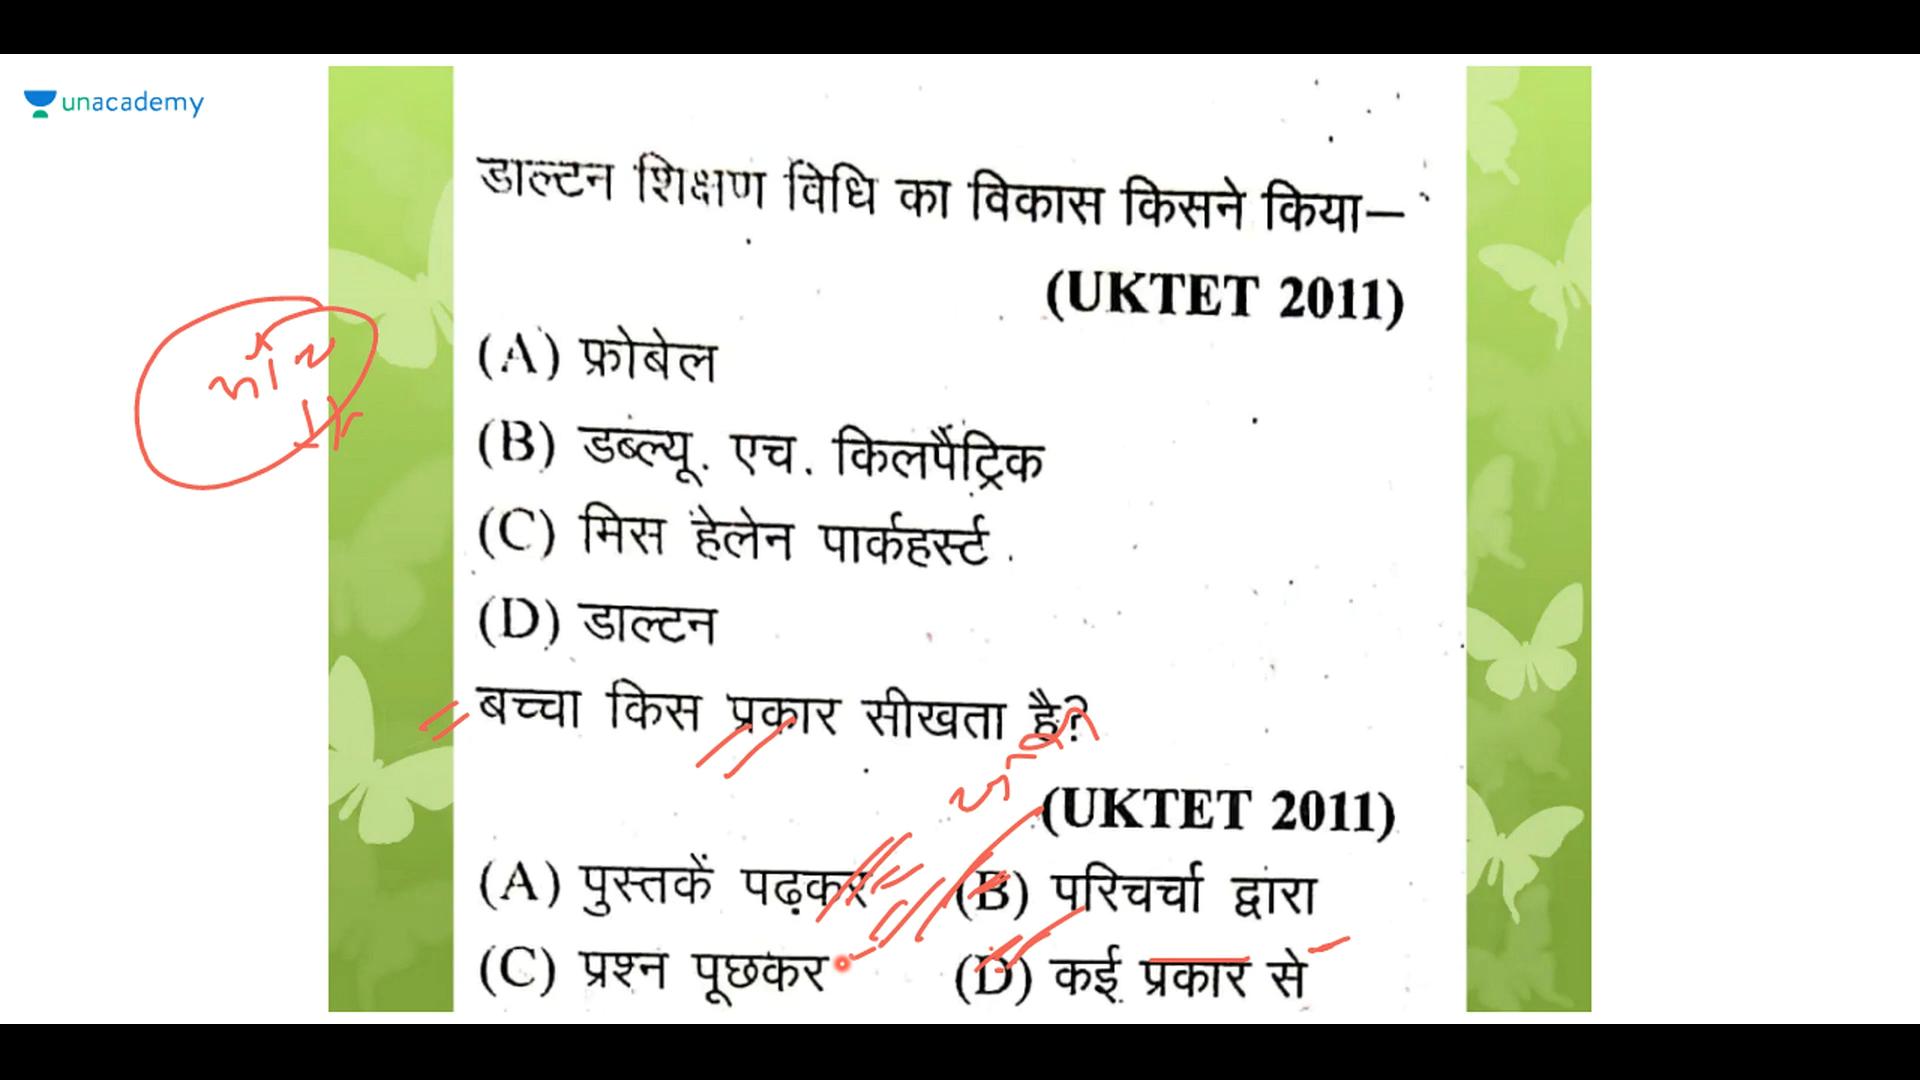 unacademy
डाल्टन शिक्षण विधि का विकास किसने किया—
(UKTET 2011)
(A) फ्रोबेल
(B) डब्ल्यू. एच. किलपैट्रिक
(C) मिस हेलेन पार्कहर्स्ट
(D) डाल्टन
बच्चा किस प्रकार सीखता है?
(UKTET 2011)
(A) पुस्तकें पढ़कर (B) परिचर्चा द्वारा
(C) प्रश्न पूछकर (D) कई प्रकार से